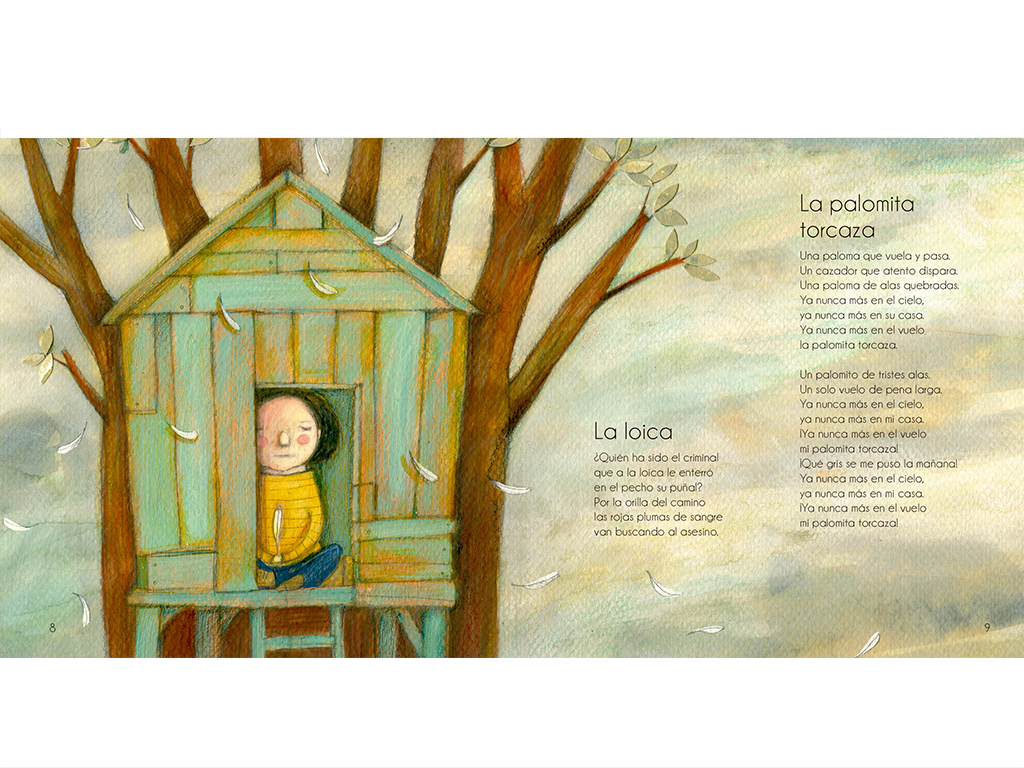 La loica
¿Quién ha sido el criminal
que a la loica le enterró
en el pecho su puñal?
Por la orilla del camino
las rojas plumas de sangre
van buscando al asesino.
La palomita
torcaza
Una paloma que vuela y pasa.
Un cazador que atento dispara.
Una paloma de alas quebradas.
Ya nunca más en el cielo,
ya nunca más en su casa.
Ya nunca más en el vuelo
la palomita torcaza.
Un palomito de tristes alas.
Un solo vuelo de pena larga.
Ya nunca más en el cielo,
ya nunca más en mi casa.
¡Ya nunca más en el vuelo
mi palomita torcaza!
¡Qué gris se me puso la mañana!
Ya nunca más en el cielo,
ya nunca más en mi casa.
¡Ya nunca más en el vuelo
mi palomita torcaza!
8
9